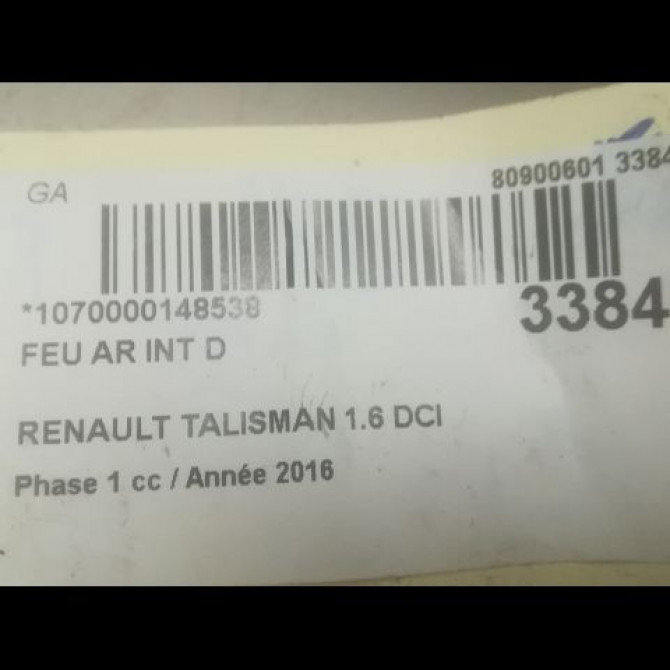 GA
80900601 3384
*1070000148538
3384
FEU AR INT D
RENAULT TALISMAN 1.6 DCI
Phase 1 cc / Année 2016